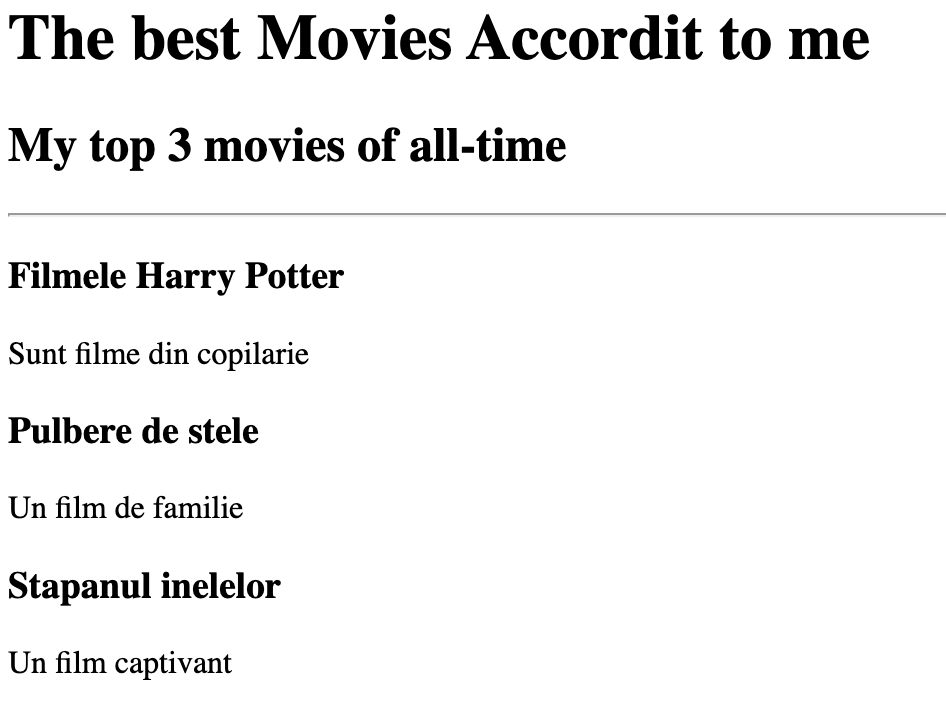 The best Movies Accordit to me
My top 3 movies of all-time
Filmele Harry Potter
Sunt filme din copilarie
Pulbere de stele
Un film de familie
Stapanul inelelor
Un film captivant